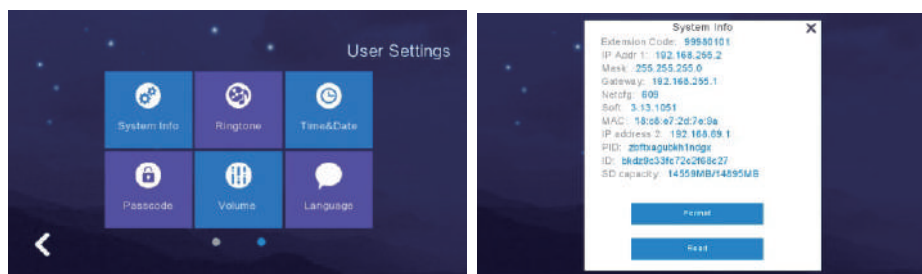 User Settings
System Info
Ringtone
Time&Date
Passcode
Volume
Language
System Info
Extension Code: 99980101
IP Addr 1: 192.168.255.2
Mask: 255.255.255.0
Gateway: 192.168.255.1
Netcfg: 609
Soft: 3.13.1051
MAC: 18:c8:e7:2d:7e:9a
IP address 2: 192.168.69.1
PID:
ID:
SD capacity: 14559MB/14895MB
Format
Read